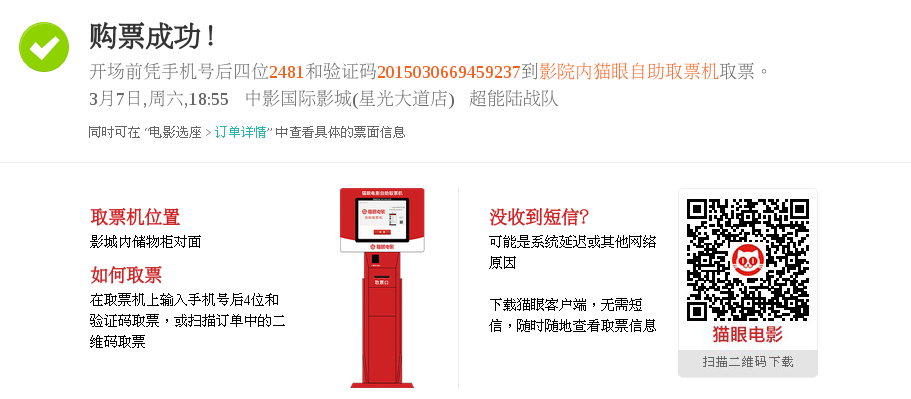 购票成功！
开场前凭手机号后四位2481和验证码2015030669459237到影院内猫眼自助取票机取票。
3月7日,周六,18:55 中影国际影城(星光大道店) 超能陆战队
同时可在 “电影选座 > 订单详情” 中查看具体的票面信息
取票机位置
影城内储物柜对面
如何取票
在取票机上输入手机号后4位和
验证码取票，或扫描订单中的二
维码取票
猫眼电影自助取票机
猫眼电影
猫眼电影
取票口
没收到短信?
可能是系统延迟或其他网络
原因
下载猫眼客户端，无需短
信，随时随地查看取票信息
猫眼电影
扫描二维码下载